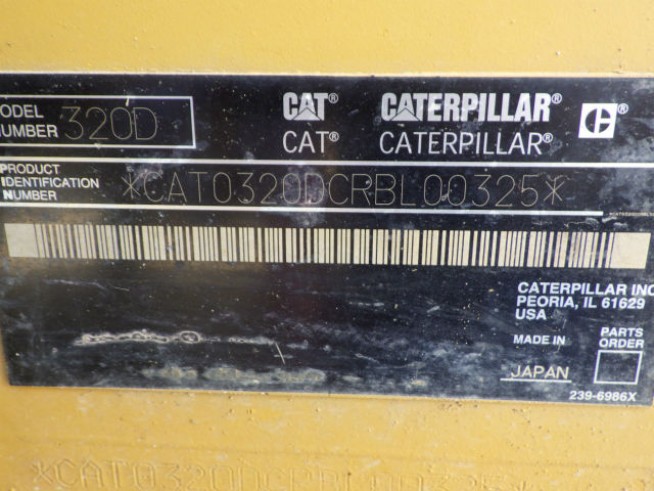 MODEL NUMBER 320D
CAT® CATERPILLAR® C®
CAT® CATERPILLAR®
PRODUCT
IDENTIFICATION
NUMBER
*CAT0320DCRBL00325*
CATERPILLAR INC
PEORIA, IL 61629
USA
MADE IN JAPAN
PARTS
ORDER
239-6986X
*CAT0320DCRBL00325*